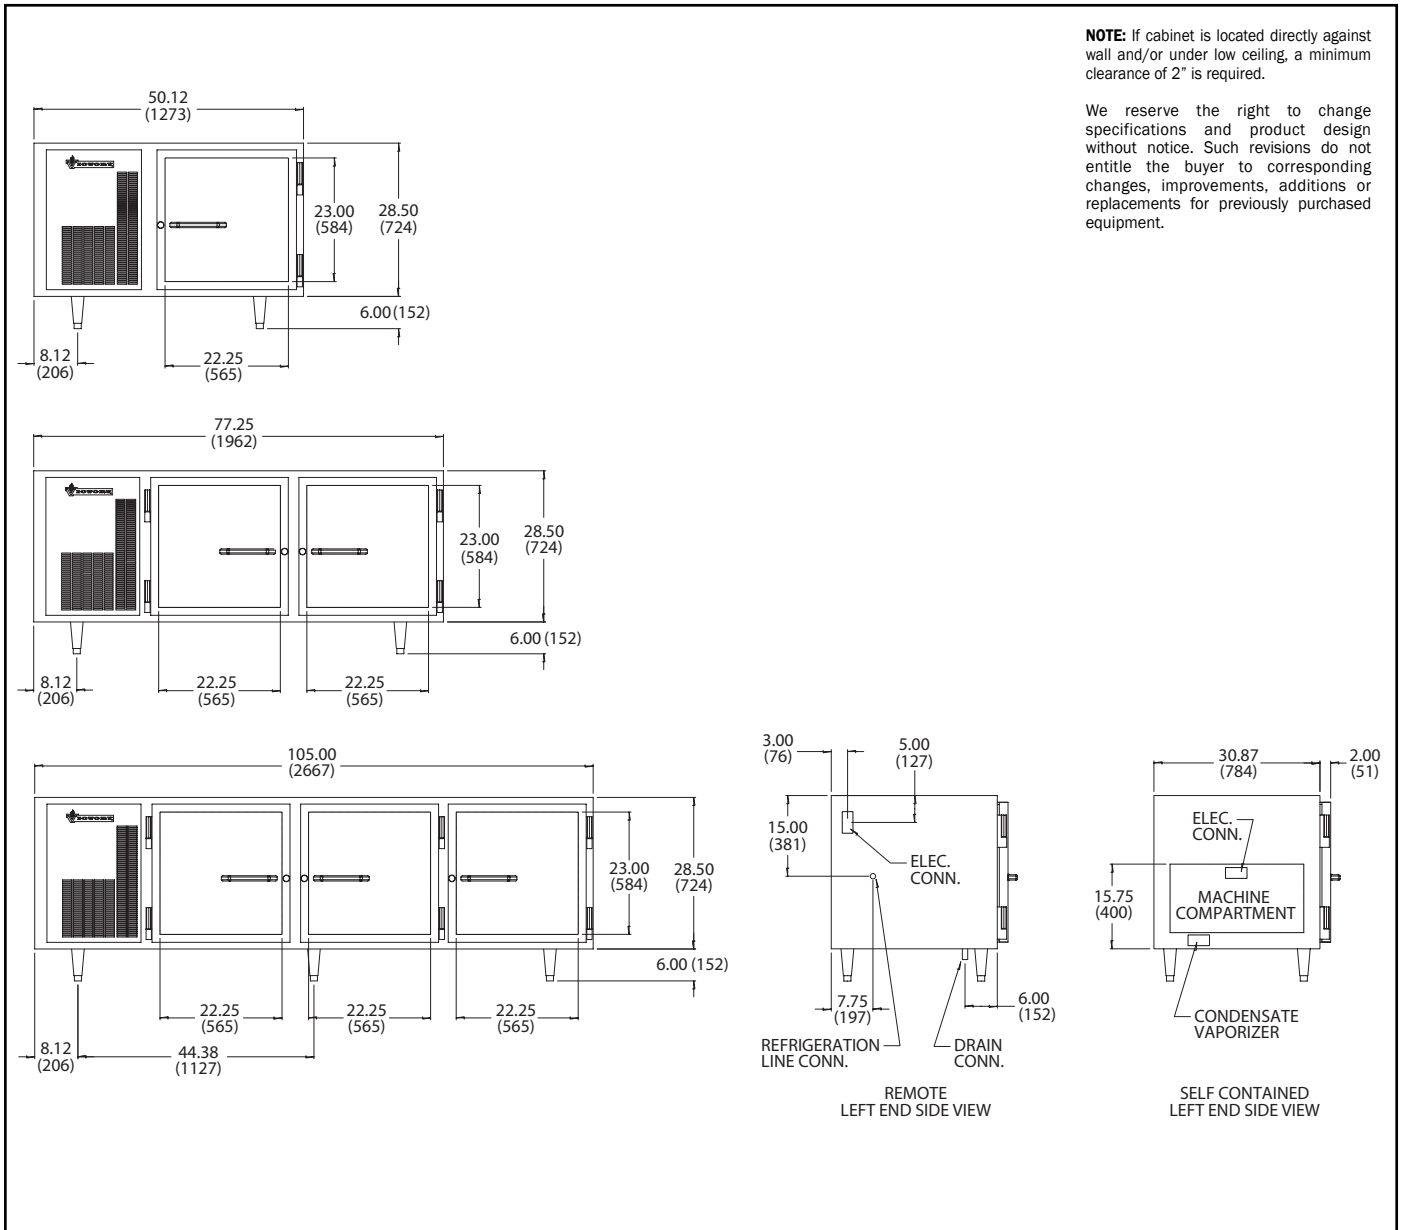 NOTE: If cabinet is located directly against
wall and/or under low ceiling, a minimum
clearance of 2” is required.
We reserve the right to change
specifications and product design
without notice. Such revisions do not
entitle the buyer to corresponding
changes, improvements, additions or
replacements for previously purchased
equipment.
50.12
(1273)
23.00
(584)
28.50
(724)
6.00 (152)
8.12
(206)
22.25
(565)
77.25
(1962)
23.00
(584)
28.50
(724)
6.00 (152)
8.12
(206)
22.25
(565)
22.25
(565)
105.00
(2667)
23.00
(584)
28.50
(724)
6.00 (152)
22.25
(565)
22.25
(565)
22.25
(565)
8.12
(206)
44.38
(1127)
3.00
(76)
5.00
(127)
15.00
(381)
ELEC.
CONN.
7.75
(197)
6.00
(152)
REFRIGERATION
LINE CONN.
DRAIN
CONN.
REMOTE
LEFT END SIDE VIEW
30.87
(784)
2.00
(51)
ELEC.
CONN.
15.75
(400)
MACHINE
COMPARTMENT
CONDENSATE
VAPORIZER
SELF CONTAINED
LEFT END SIDE VIEW